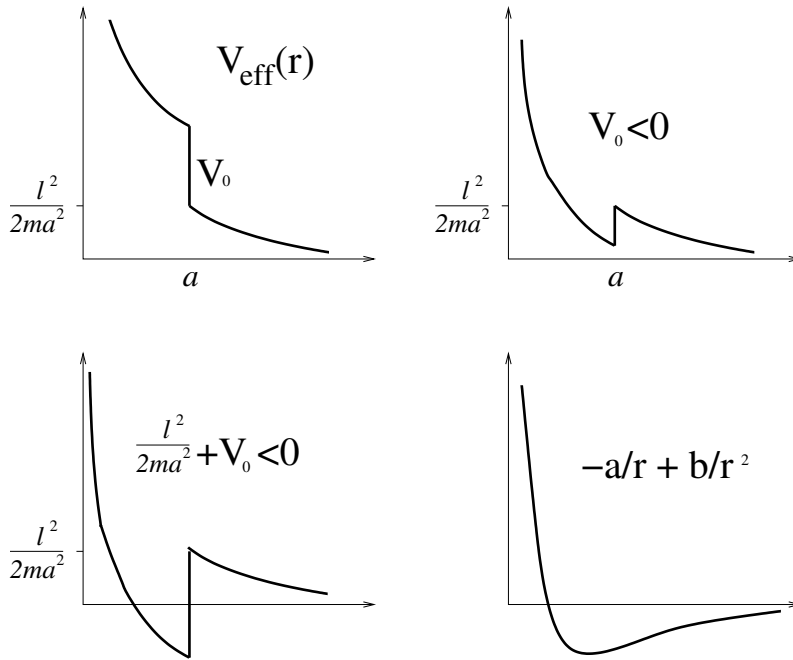 V_eff(r)
V₀
l²
2ma²
a
V₀<0
l²
2ma²
a
l²
2ma² +V₀<0
l²
2ma²
−a/r + b/r²